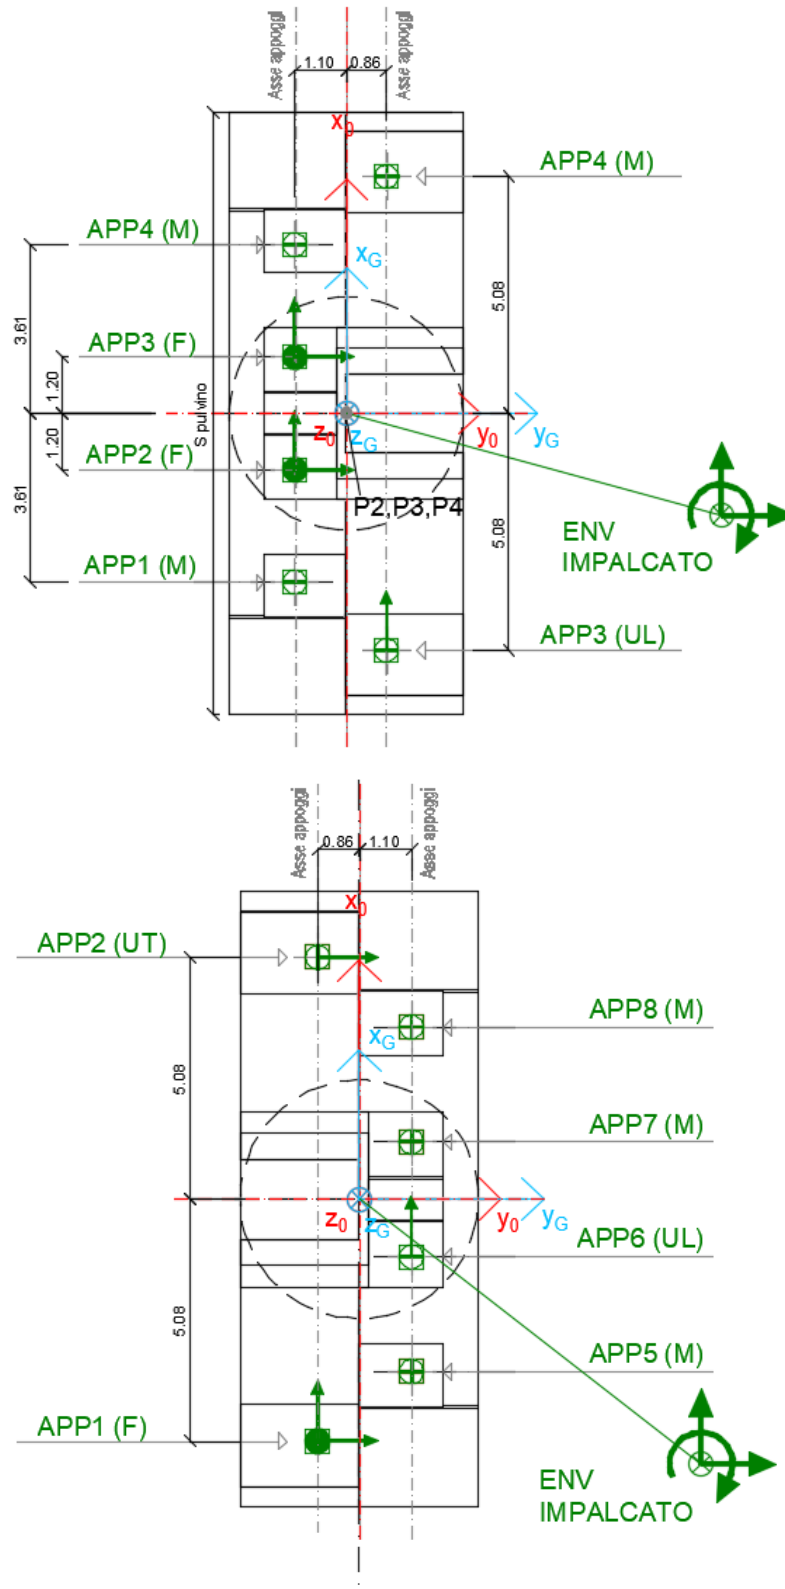 Asse appoggi
Asse appoggi
1.10
0.86
x0
APP4 (M)
APP4 (M)
xG
3.61
5.08
APP3 (F)
1.20
S pulvino
z0
zG
y0
yG
1.20
APP2 (F)
P2,P3,P4
3.61
5.08
ENV
IMPALCATO
APP1 (M)
APP3 (UL)
Asse appoggi
Asse appoggi
0.86
1.10
x0
APP2 (UT)
APP8 (M)
xG
5.08
APP7 (M)
z0
zG
y0
yG
APP6 (UL)
5.08
APP5 (M)
APP1 (F)
ENV
IMPALCATO